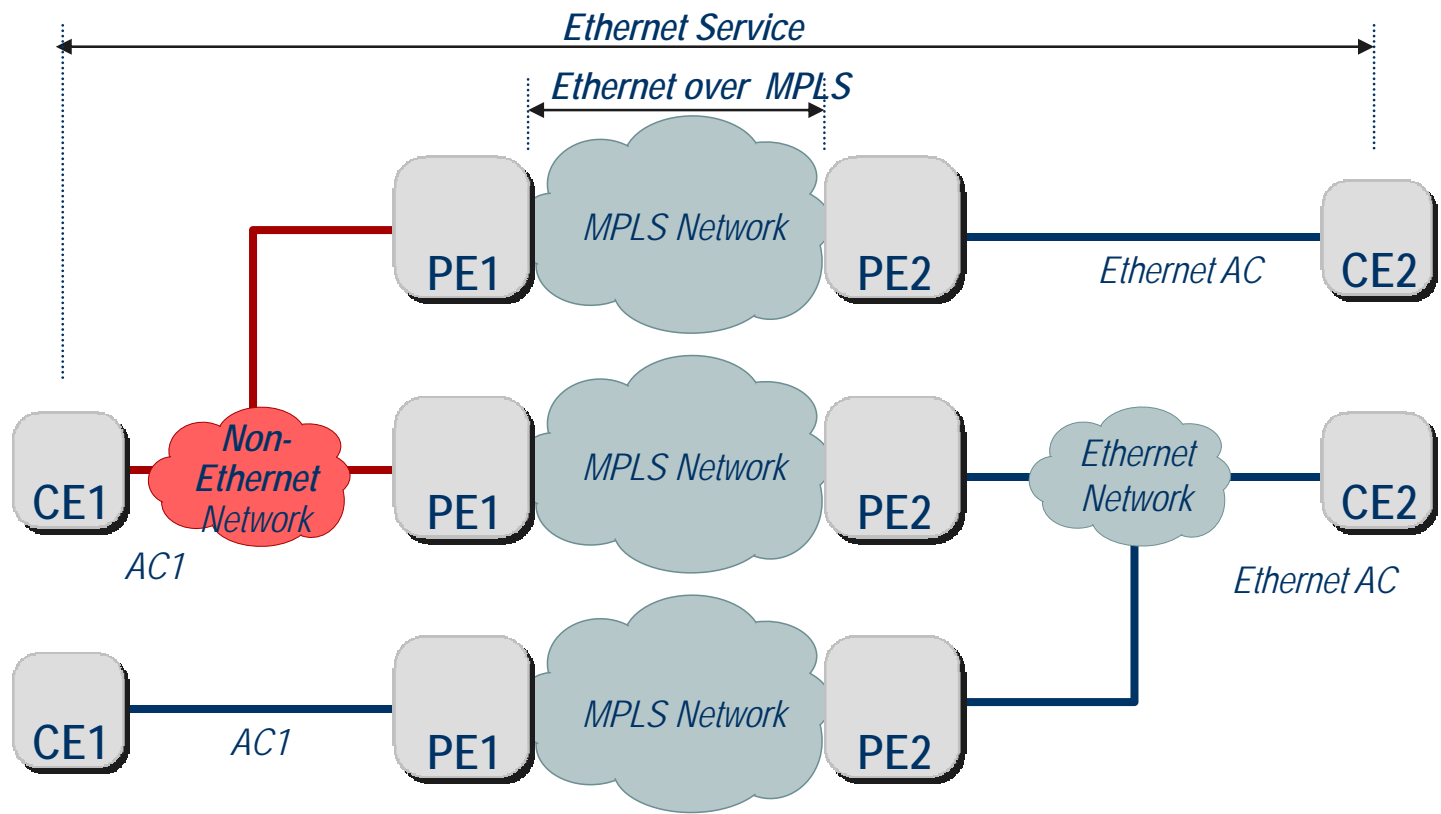 Ethernet Service
Ethernet over MPLS
PE1
MPLS Network
PE2
Ethernet AC
CE2
CE1
AC1
Non-
Ethernet
Network
PE1
MPLS Network
PE2
Ethernet
Network
CE2
Ethernet AC
CE1
AC1
PE1
MPLS Network
PE2